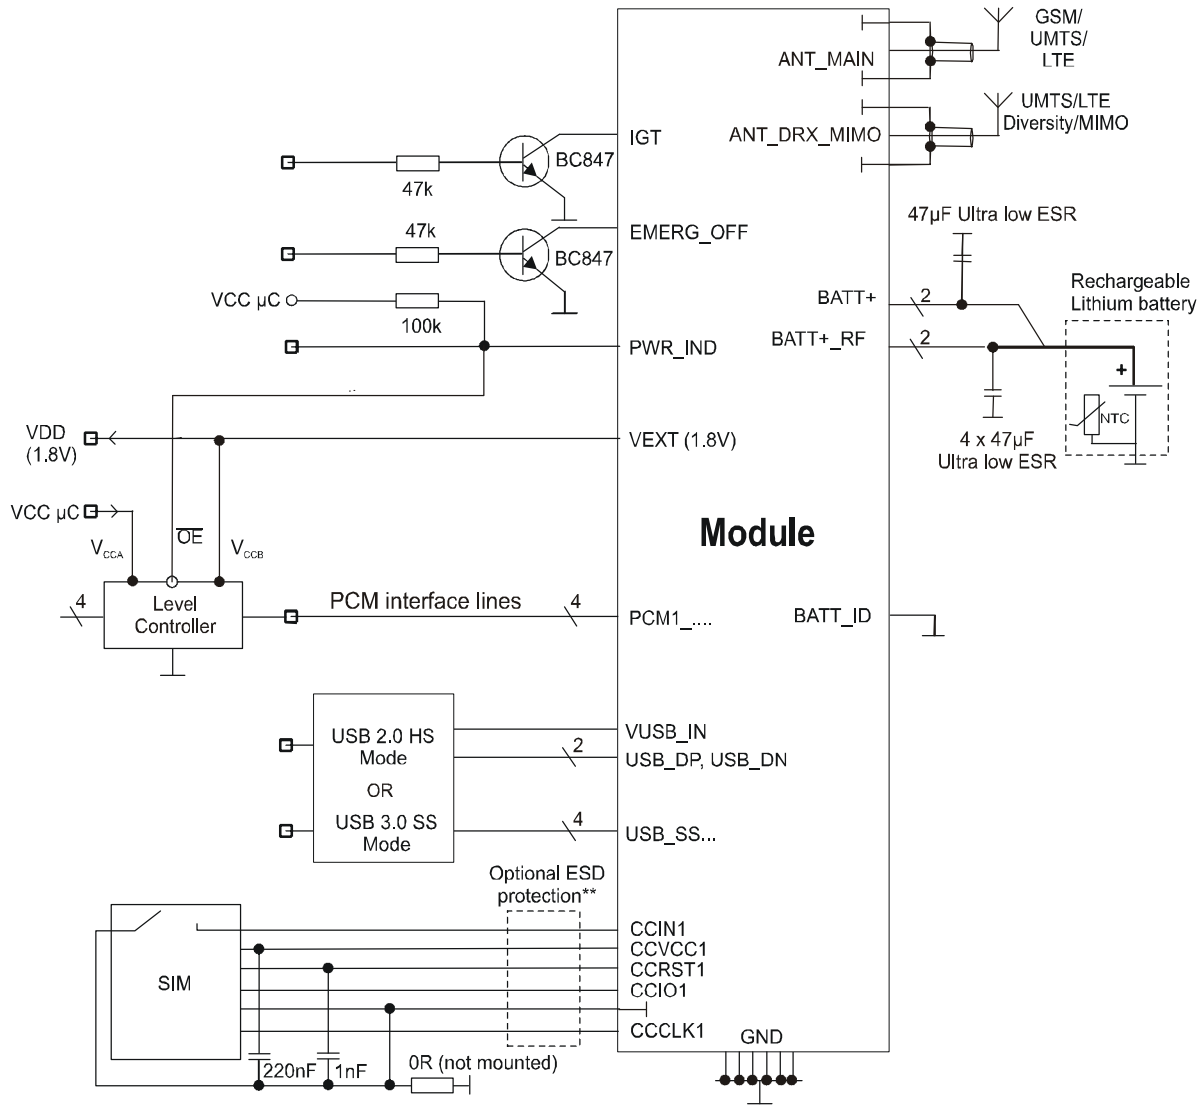 GSM/
UMTS/
LTE
ANT_MAIN
UMTS/LTE
Diversity/MIMO
ANT_DRX_MIMO
IGT
BC847
47k
47k
EMERG_OFF
BC847
VCC µC
100k
PWR_IND
47µF Ultra low ESR
BATT+
2
BATT+_RF
2
Rechargeable
Lithium battery
+
NTC
4 x 47µF
Ultra low ESR
VDD
(1.8V)
VEXT (1.8V)
VCC µC
VCCA
OE
VCCB
Module
4
Level
Controller
PCM interface lines
4
PCM1_....
BATT_ID
USB 2.0 HS
Mode
OR
USB 3.0 SS
Mode
VUSB_IN
2
USB_DP, USB_DN
4
USB_SS...
Optional ESD
protection**
SIM
CCIN1
CCVCC1
CCRST1
CCIO1
CCCLK1
220nF
1nF
0R (not mounted)
GND